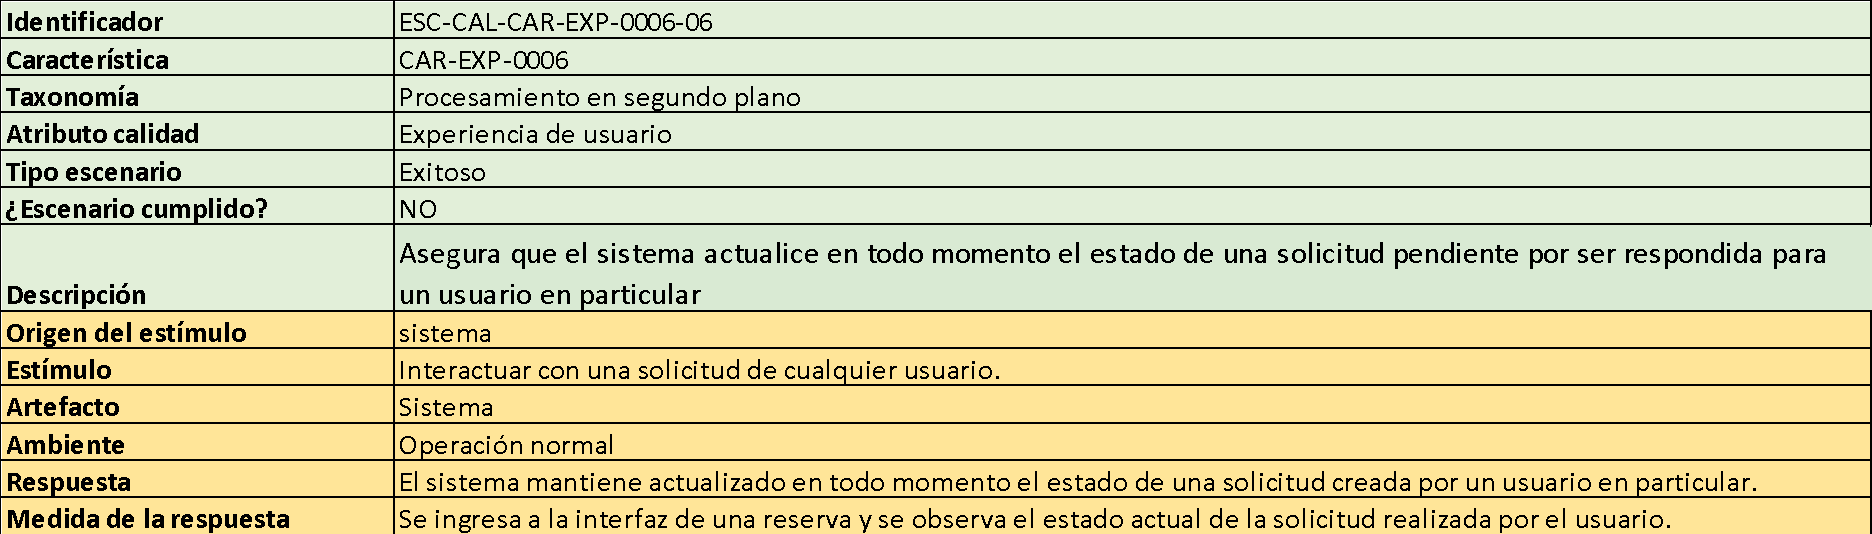 Identificador ESC-CAL-CAR-EXP-0006-06
Característica CAR-EXP-0006
Taxonomía Procesamiento en segundo plano
Atributo calidad Experiencia de usuario
Tipo escenario Exitoso
¿Escenario cumplido? NO
Asegura que el sistema actualice en todo momento el estado de una solicitud pendiente por ser respondida para
Descripción un usuario en particular
Origen del estímulo sistema
Estímulo Interactuar con una solicitud de cualquier usuario.
Artefacto Sistema
Ambiente Operación normal
Respuesta El sistema mantiene actualizado en todo momento el estado de una solicitud creada por un usuario en particular.
Medida de la respuesta Se ingresa a la interfaz de una reserva y se observa el estado actual de la solicitud realizada por el usuario.